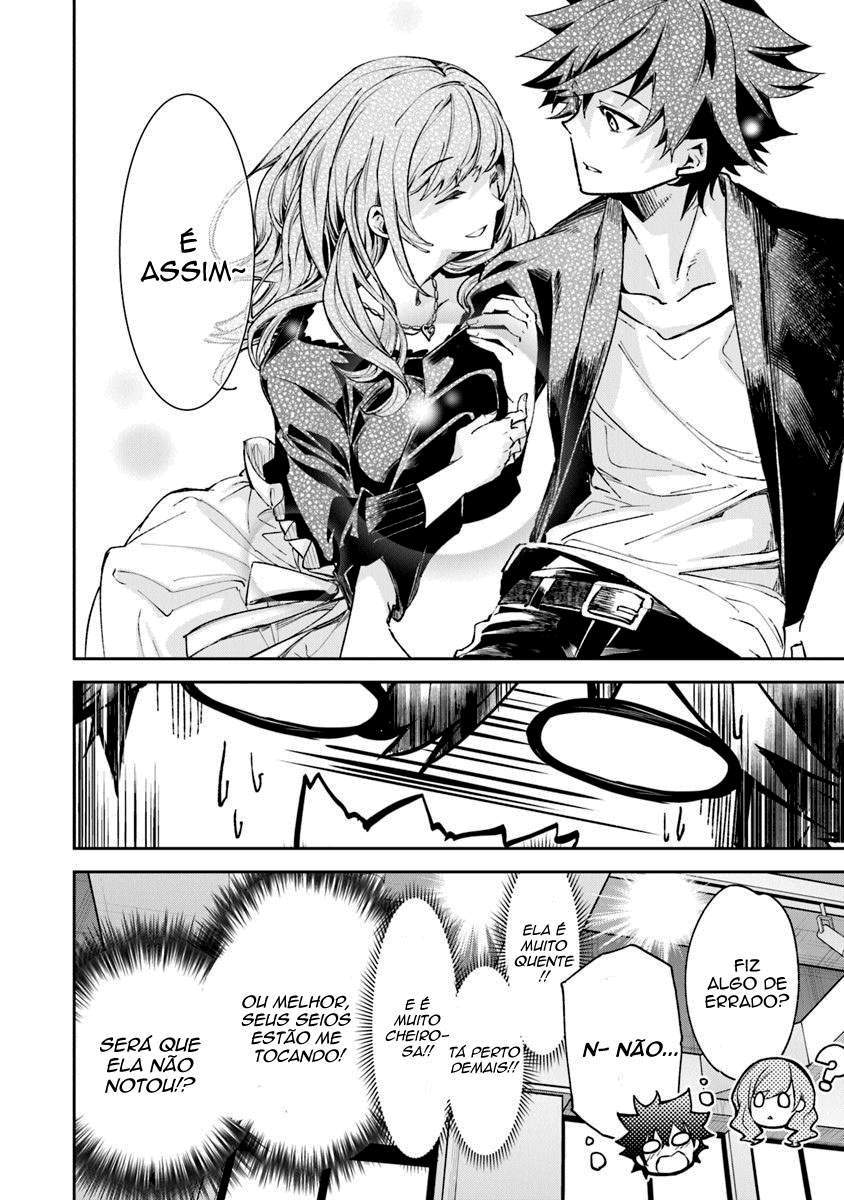 É
ASSIM~
FIZ
ALGO DE
ERRADO?
?
N- NÃO...
ELA É
MUITO
QUENTE
!!
TÁ PERTO
DEMAIS!!
E É
MUITO
CHEIRO-
SA!!
OU MELHOR,
SEUS SEIOS
ESTÃO ME
TOCANDO!
SERÁ QUE
ELA NÃO
NOTOU!?